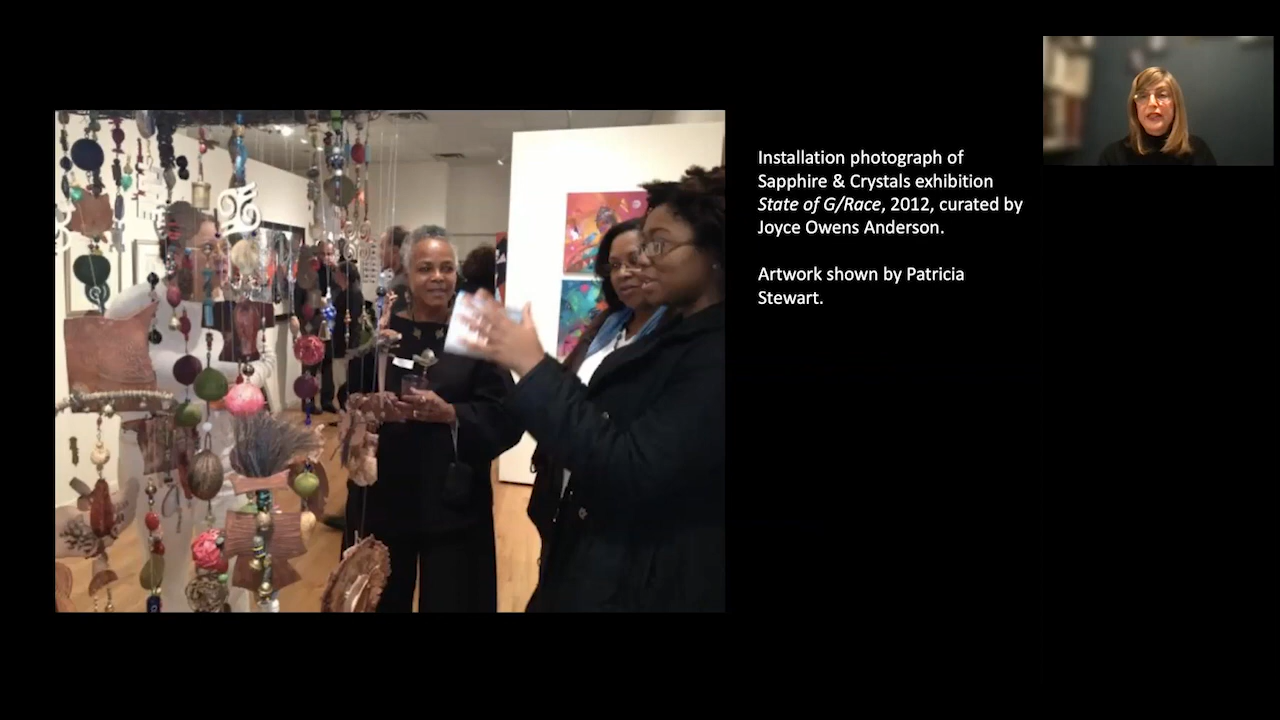 Installation photograph of
Sapphire & Crystals exhibition
State of G/Race, 2012, curated by
Joyce Owens Anderson.
Artwork shown by Patricia
Stewart.